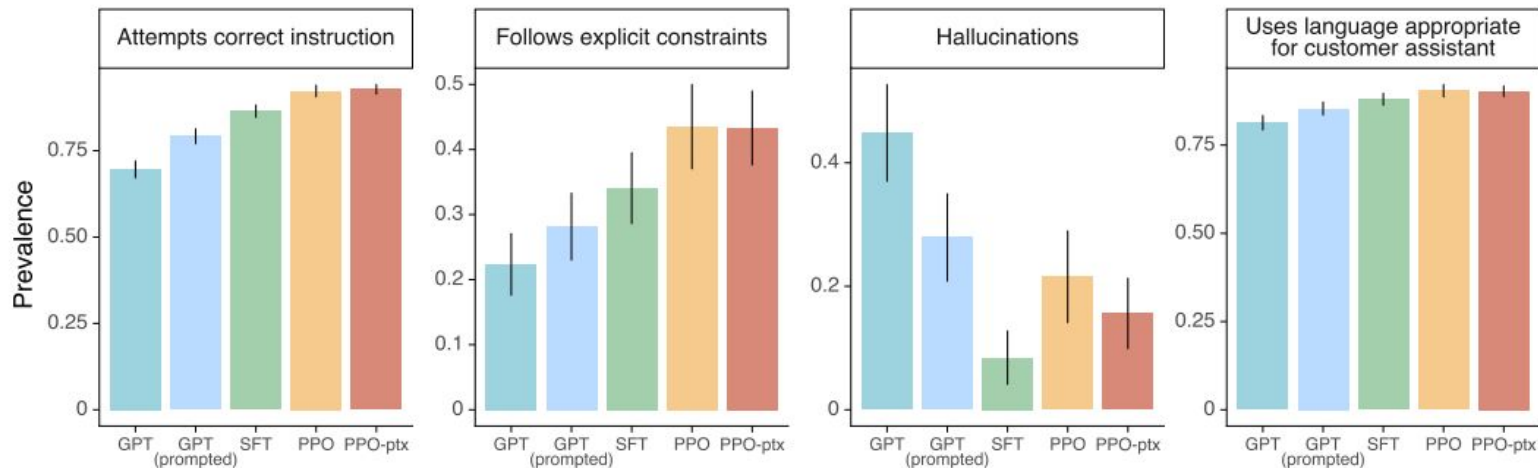 Attempts correct instruction
Prevalence
0.75
0.50
0.25
0
GPT
GPT
(prompted)
SFT
PPO
PPO-ptx
Follows explicit constraints
0.5
0.4
0.3
0.2
0.1
0
GPT
GPT
(prompted)
SFT
PPO
PPO-ptx
Hallucinations
0.4
0.2
0
GPT
GPT
(prompted)
SFT
PPO
PPO-ptx
Uses language appropriate
for customer assistant
0.75
0.50
0.25
0
GPT
GPT
(prompted)
SFT
PPO
PPO-ptx